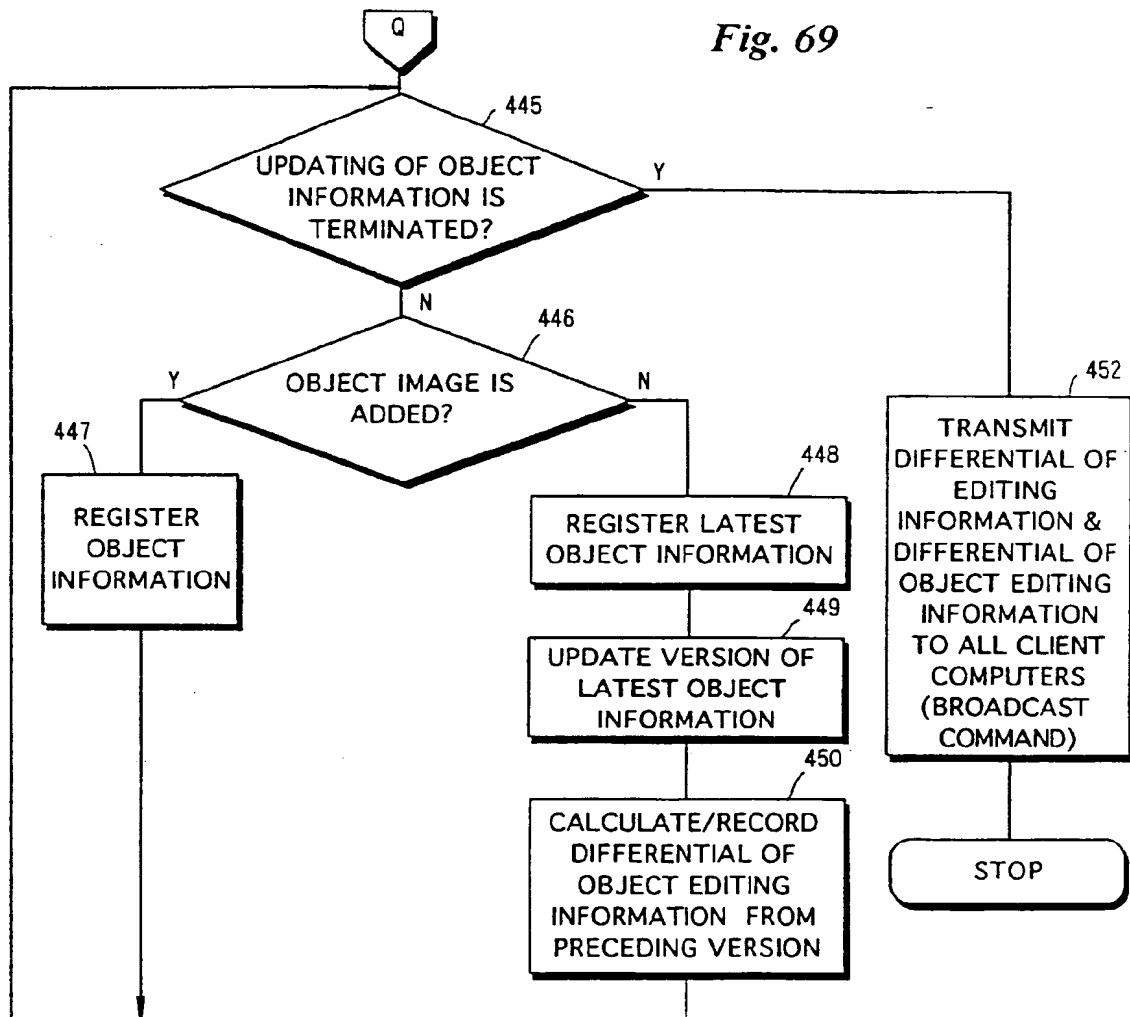 Q
Fig. 69
445
UPDATING OF OBJECT
INFORMATION IS
TERMINATED?
Y
N
446
OBJECT IMAGE IS
ADDED?
Y
N
447
REGISTER
OBJECT
INFORMATION
448
REGISTER LATEST
OBJECT INFORMATION
449
UPDATE VERSION OF
LATEST OBJECT
INFORMATION
450
CALCULATE/RECORD
DIFFERENTIAL OF
OBJECT EDITING
INFORMATION FROM
PRECEDING VERSION
452
TRANSMIT
DIFFERENTIAL OF
EDITING
INFORMATION &
DIFFERENTIAL OF
OBJECT EDITING
INFORMATION
TO ALL CLIENT
COMPUTERS
(BROADCAST
COMMAND)
STOP